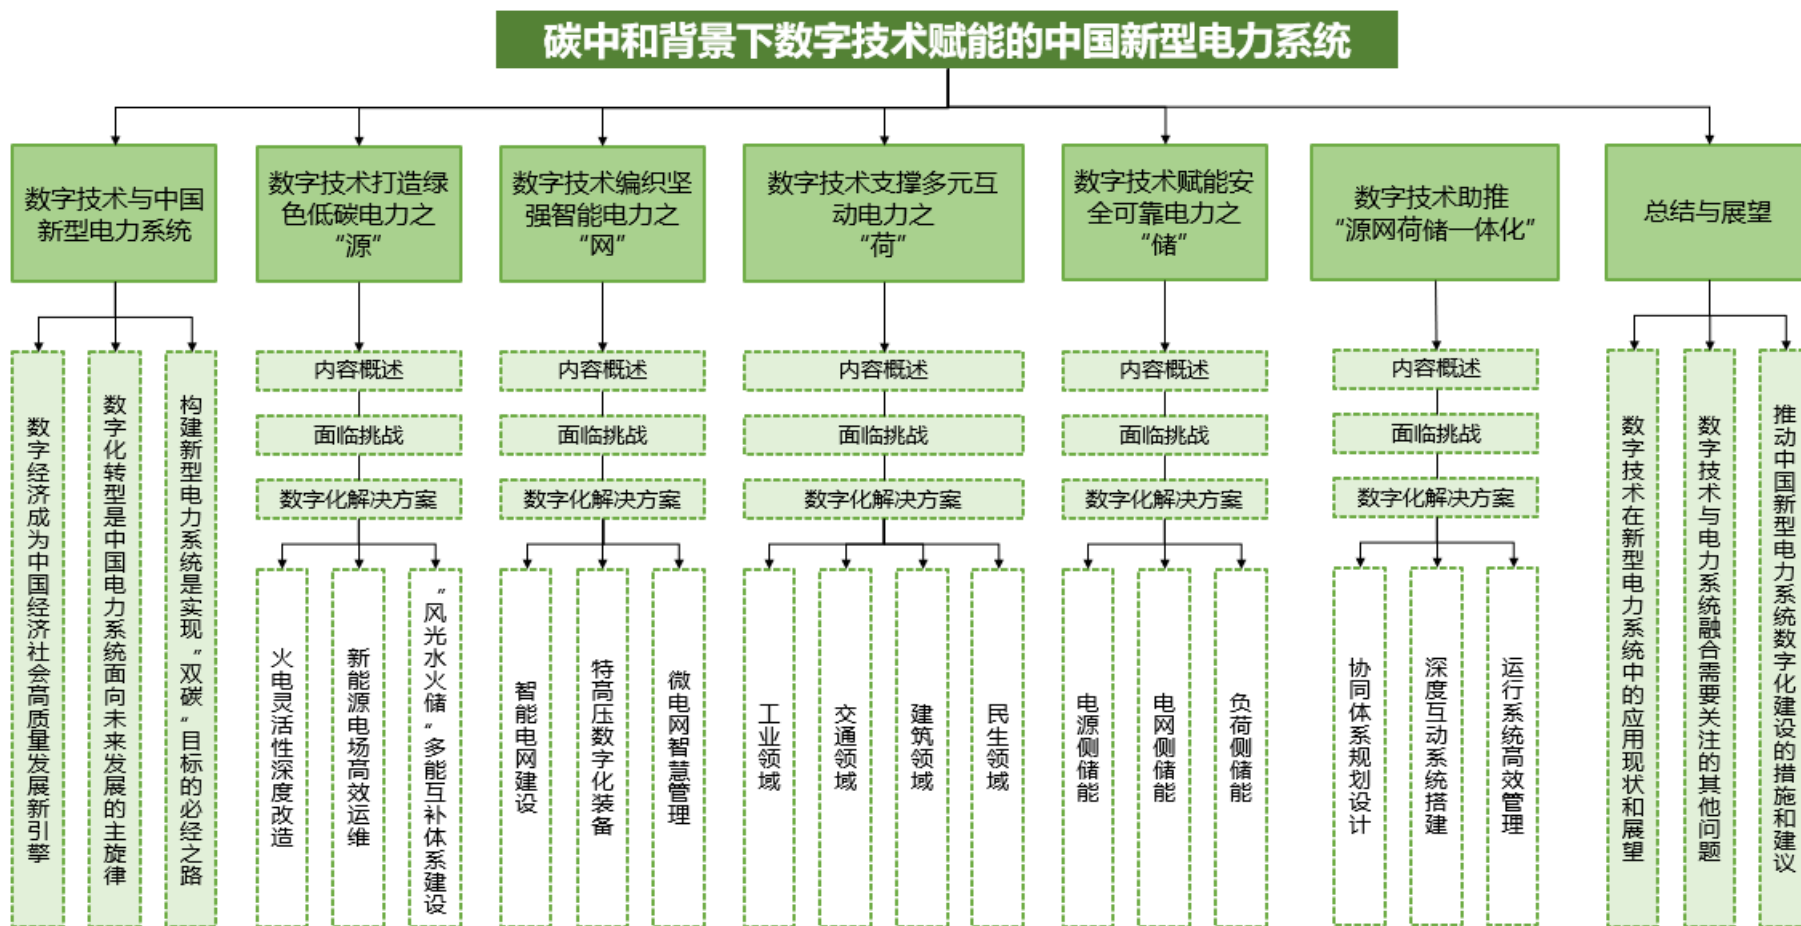 碳中和背景下数字技术赋能的中国新型电力系统
数字技术与中国
新型电力系统
数字经济成为中国经济社会高质量发展新引擎
数字化转型是中国电力系统面向未来发展的主旋律
构建新型电力系统是实现“双碳”目标的必经之路
数字技术打造绿
色低碳电力之
“源”
内容概述
面临挑战
数字化解决方案
火电灵活性深度改造
新能源电场高效运维
“风光水火储”多能互补体系建设
数字技术编织坚
强智能电力之
“网”
内容概述
面临挑战
数字化解决方案
智能电网建设
特高压数字化装备
微电网智慧管理
数字技术支撑多元互
动电力之
“荷”
内容概述
面临挑战
数字化解决方案
工业领域
交通领域
建筑领域
民生领域
数字技术赋能安
全可靠电力之
“储”
内容概述
面临挑战
数字化解决方案
电源侧储能
电网侧储能
负荷侧储能
数字技术助推
“源网荷储一体化”
内容概述
面临挑战
数字化解决方案
协同体系规划设计
深度互动系统搭建
运行系统高效管理
总结与展望
数字技术在新型电力系统中的应用现状和展望
数字技术与电力系统融合需要关注的其他问题
推动中国新型电力系统数字化建设的措施和建议